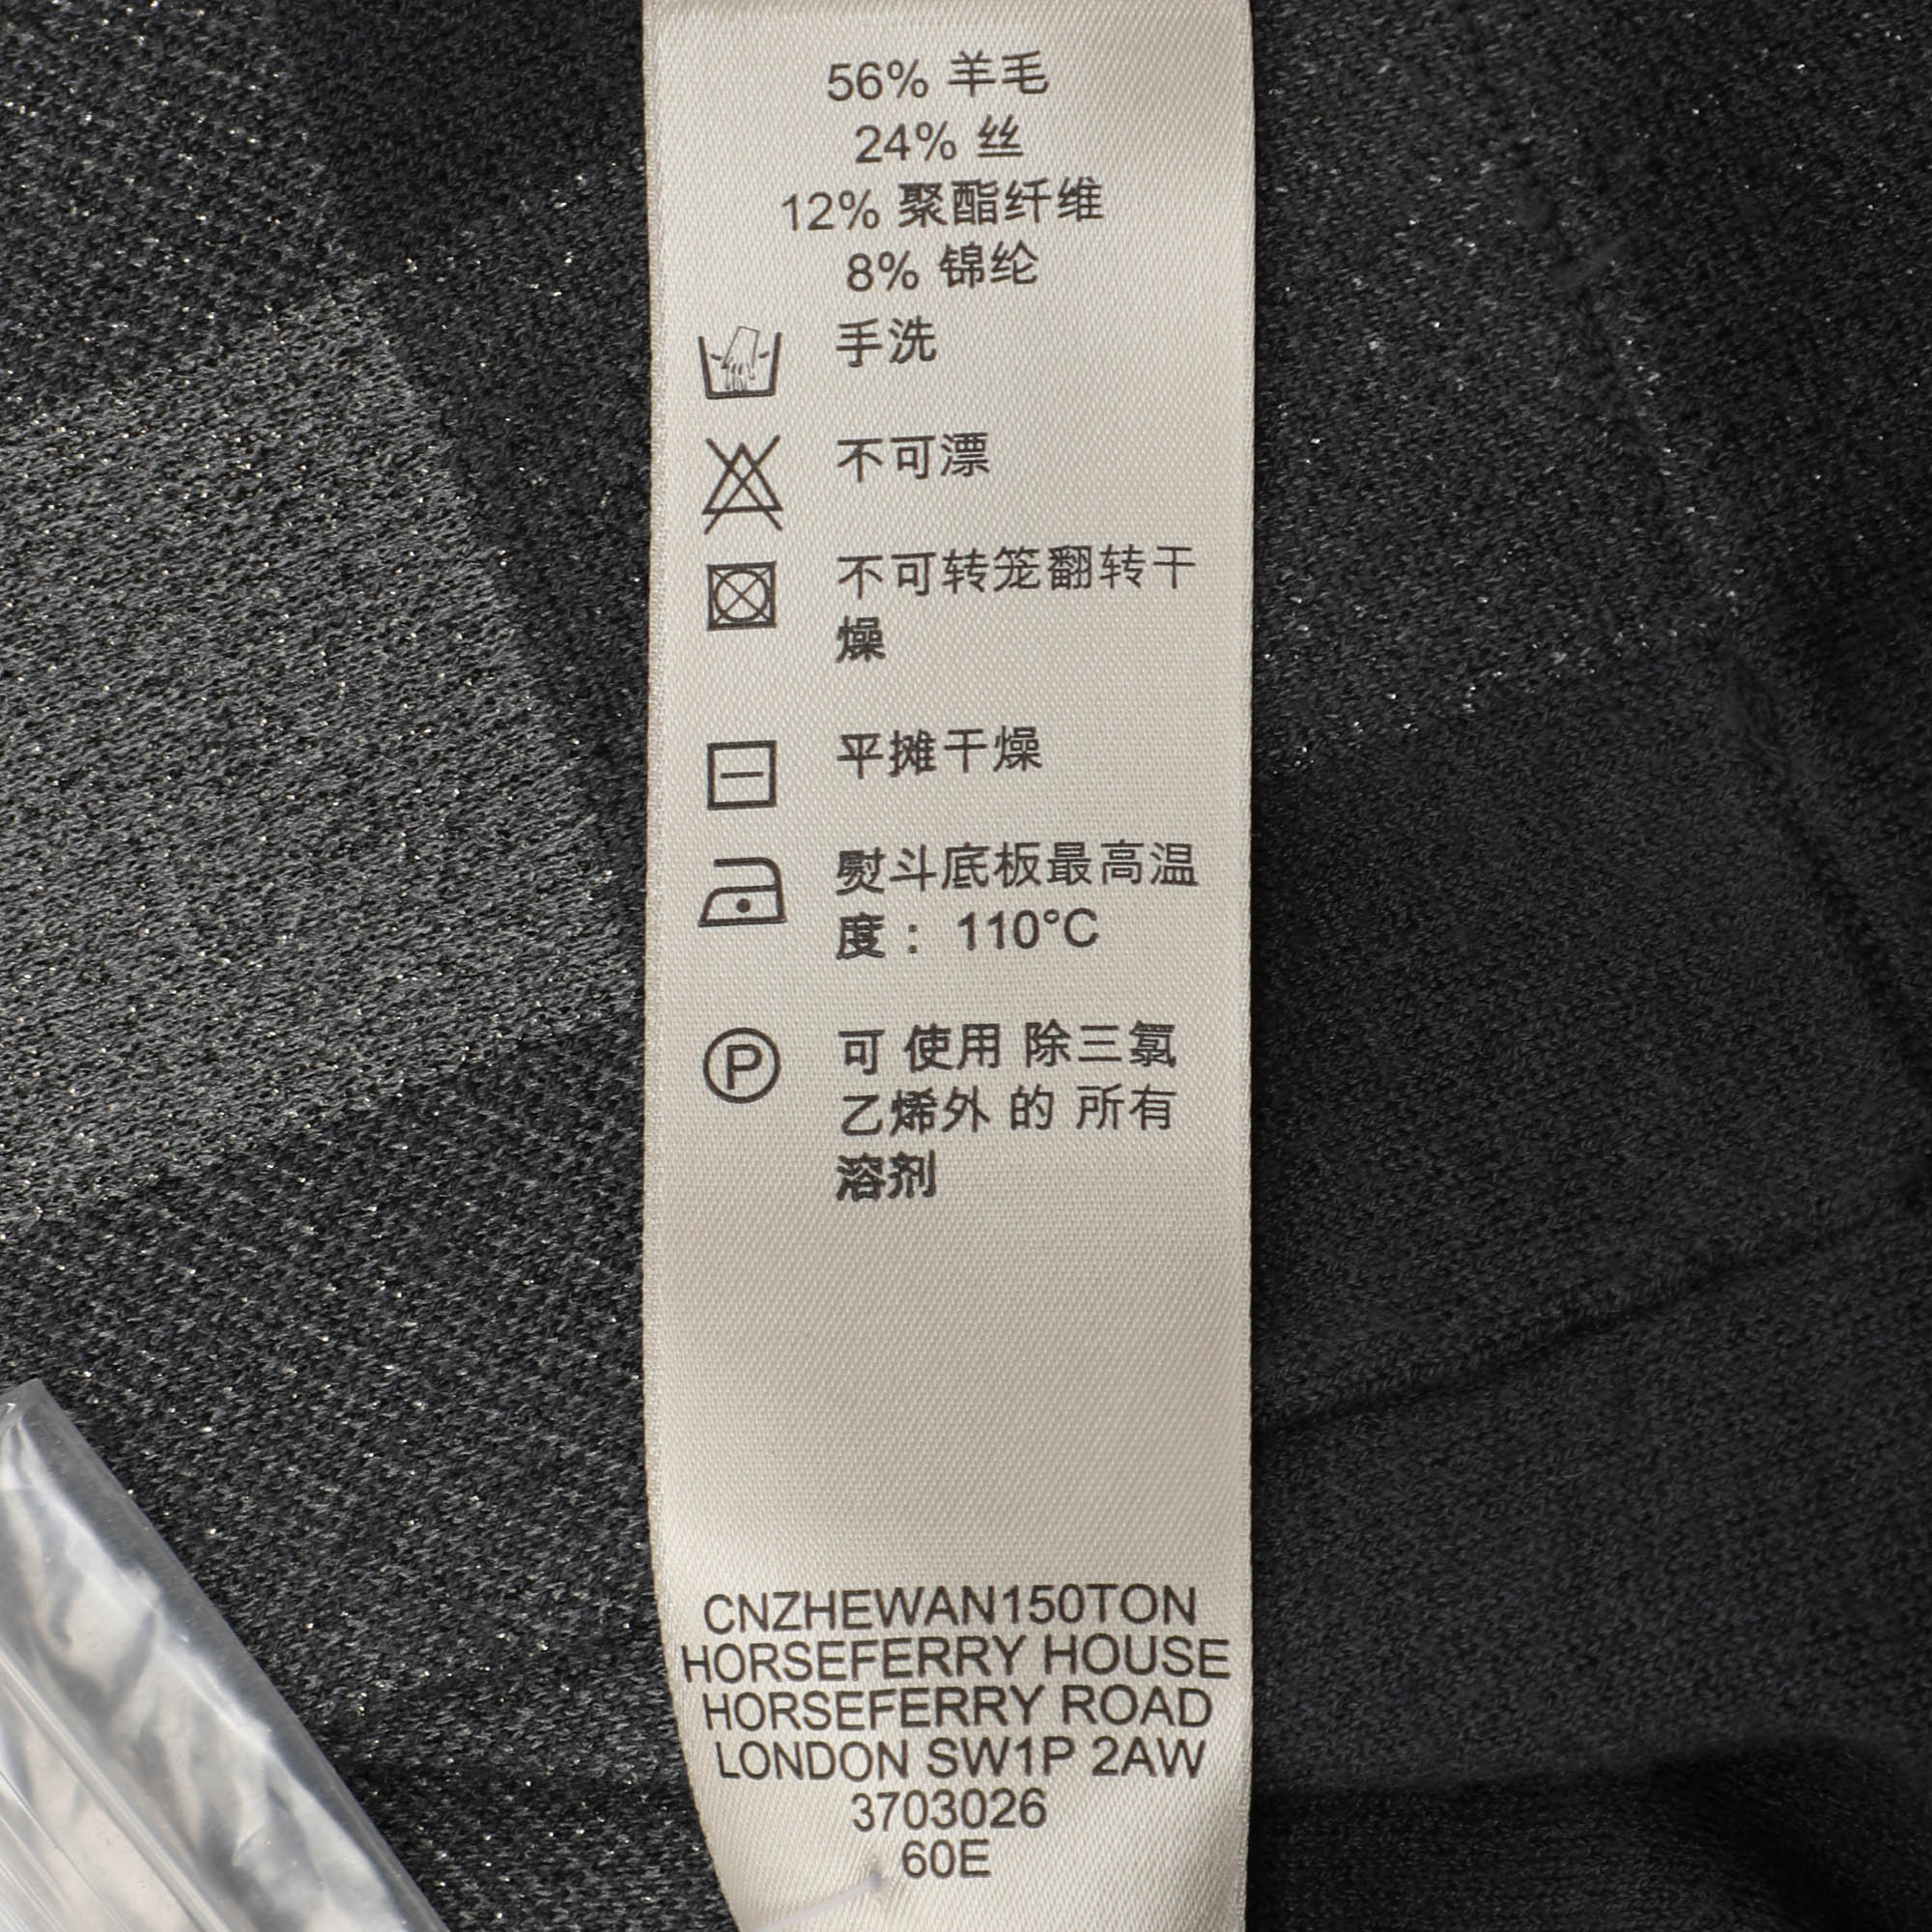 56% 羊毛
24% 丝
12% 聚酯纤维
8% 锦纶
手洗
不可漂
不可转笼翻转干
燥
平摊干燥
熨斗底板最高温
度： 110°C
P
可 使用 除三氯
乙烯外 的 所有
溶剂
CNZHEWAN150TON
HORSEFERRY HOUSE
HORSEFERRY ROAD
LONDON SW1P 2AW
3703026
60E